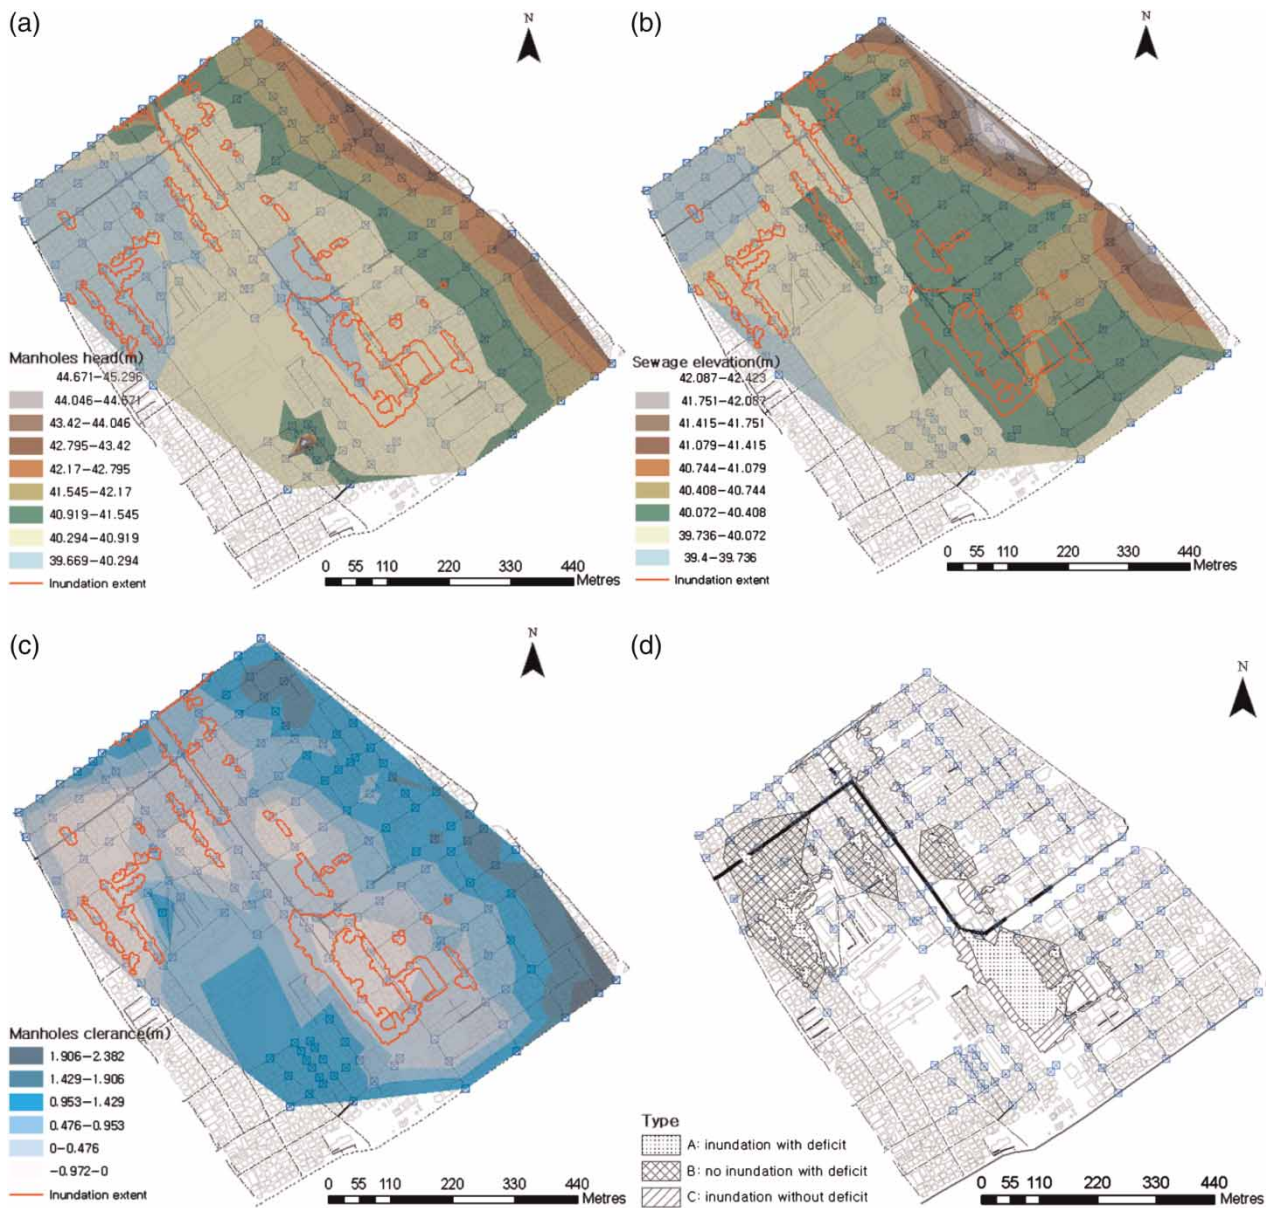 (a)
N
Manholes head(m)
44.671-45.296
44.046-44.671
43.42-44.046
42.795-43.42
42.17-42.795
41.545-42.17
40.919-41.545
40.294-40.919
39.669-40.294
Inundation extent
0 55 110 220 330 440
Metres
(b)
N
Sewage elevation(m)
42.087-42.423
41.751-42.087
41.415-41.751
41.079-41.415
40.744-41.079
40.408-40.744
40.072-40.408
39.736-40.072
39.4-39.736
Inundation extent
0 55 110 220 330 440
Metres
(c)
N
Manholes clerance(m)
1.906-2.382
1.429-1.906
0.953-1.429
0.476-0.953
0-0.476
-0.972-0
Inundation extent
0 55 110 220 330 440
Metres
(d)
N
Type
A: inundation with deficit
B: no inundation with deficit
C: inundation without deficit
0 55 110 220 330 440
Metres